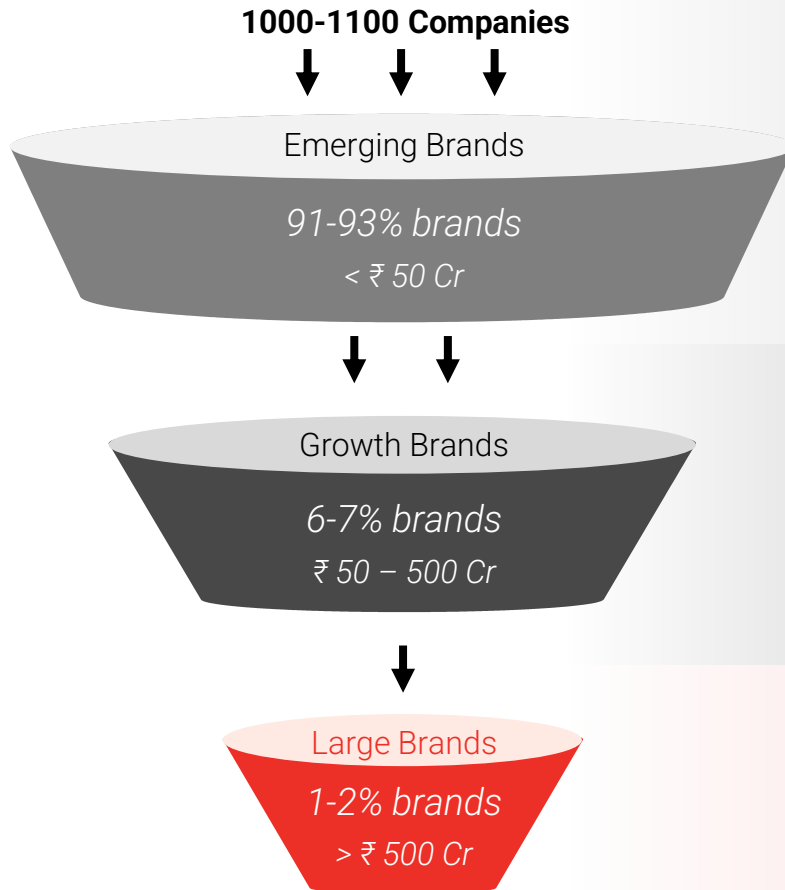 1000-1100 Companies
Emerging Brands
91-93% brands
< ₹ 50 Cr
Growth Brands
6-7% brands
₹ 50 – 500 Cr
Large Brands
1-2% brands
> ₹ 500 Cr